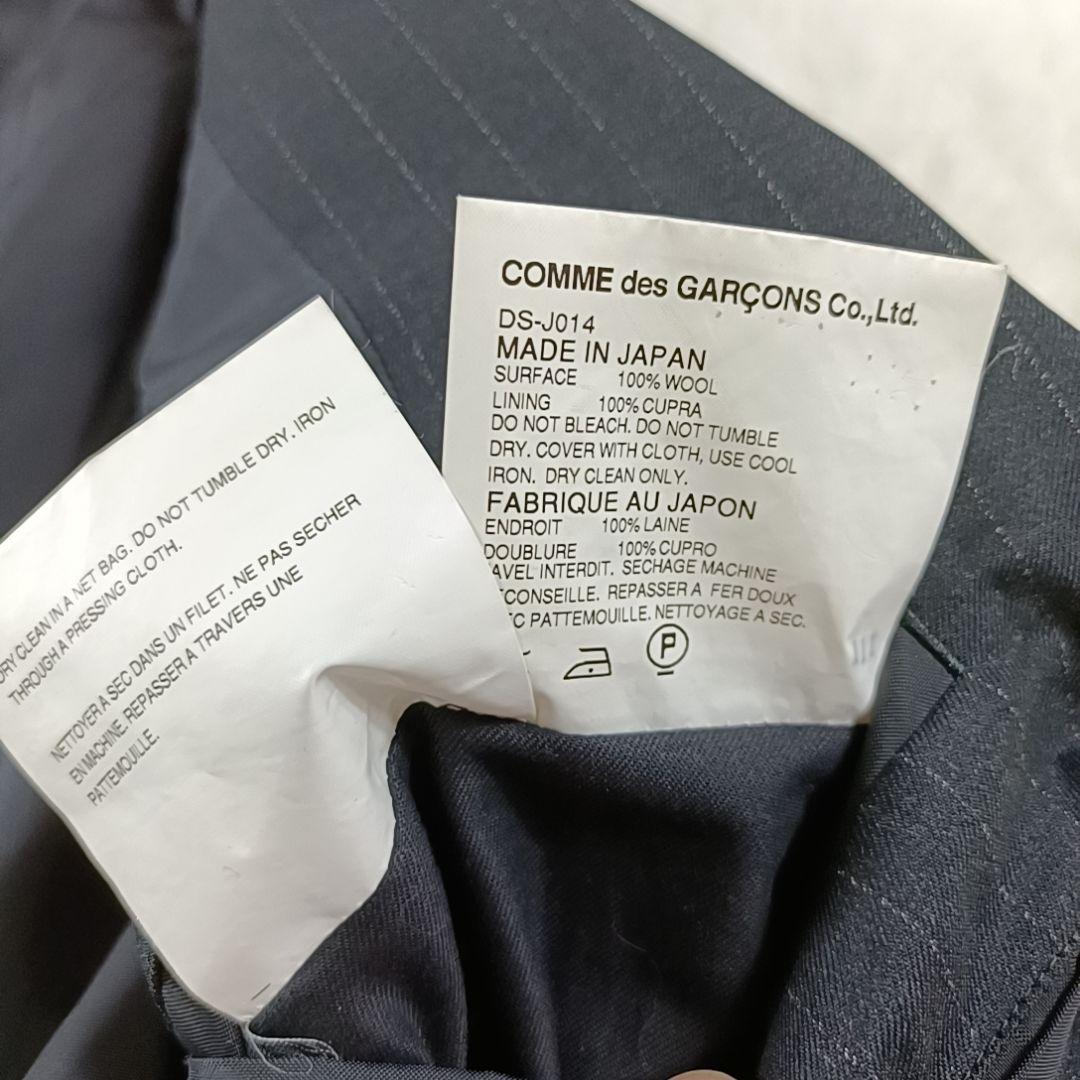 COMME des GARÇONS Co.,Ltd.
DS-J014
MADE IN JAPAN
SURFACE 100% WOOL
LINING 100% CUPRA
DO NOT BLEACH. DO NOT TUMBLE
DRY. COVER WITH CLOTH, USE COOL
IRON. DRY CLEAN ONLY.
FABRIQUE AU JAPON
ENDROIT 100% LAINE
DOUBLURE 100% CUPRO
AVEL INTERDIT. SECHAGE MACHINE
CONSEILLE. REPASSER A FER DOUX
C PATTEMOUILLE. NETTOYAGE A SEC.
P
DRY CLEAN IN A NET BAG. DO NOT TUMBLE DRY. IRON
THROUGH A PRESSING CLOTH.
NETTOYER A SEC DANS UN FILET. NE PAS SECHER
EN MACHINE. REPASSER A TRAVERS UNE
PATTEMOUILLE.